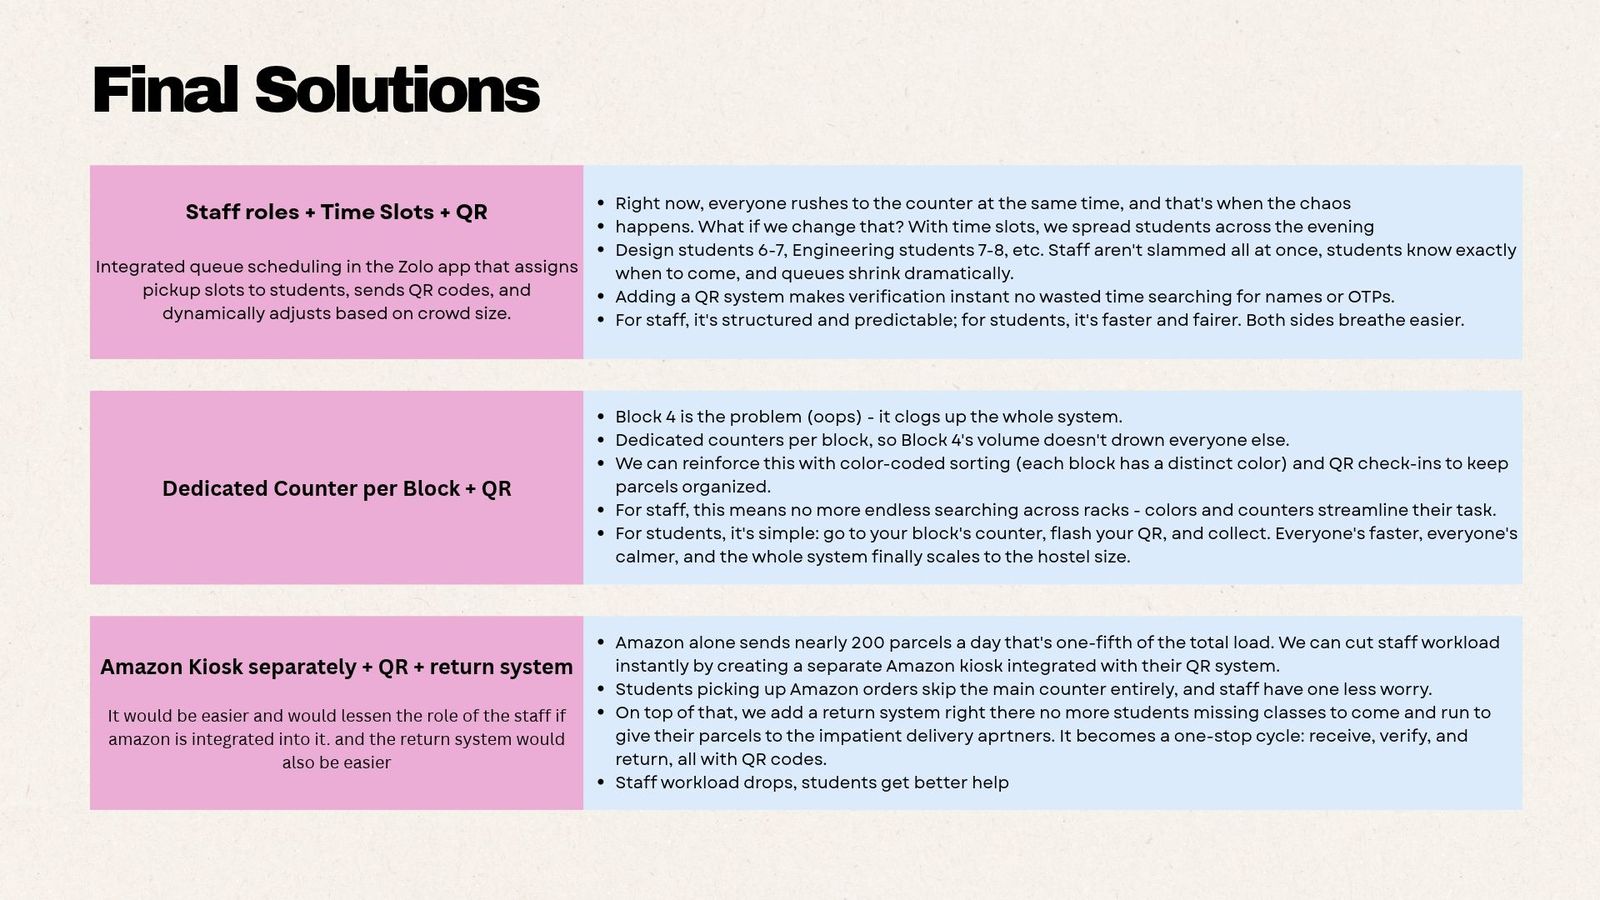 Final Solutions
Staff roles + Time Slots + QR
Integrated queue scheduling in the Zolo app that assigns
pickup slots to students, sends QR codes, and
dynamically adjusts based on crowd size.
• Right now, everyone rushes to the counter at the same time, and that's when the chaos
• happens. What if we change that? With time slots, we spread students across the evening
• Design students 6-7, Engineering students 7-8, etc. Staff aren't slammed all at once, students know exactly
when to come, and queues shrink dramatically.
• Adding a QR system makes verification instant no wasted time searching for names or OTPs.
• For staff, it's structured and predictable; for students, it's faster and fairer. Both sides breathe easier.
Dedicated Counter per Block + QR
• Block 4 is the problem (oops) - it clogs up the whole system.
• Dedicated counters per block, so Block 4's volume doesn't drown everyone else.
• We can reinforce this with color-coded sorting (each block has a distinct color) and QR check-ins to keep
parcels organized.
• For staff, this means no more endless searching across racks - colors and counters streamline their task.
• For students, it's simple: go to your block's counter, flash your QR, and collect. Everyone's faster, everyone's
calmer, and the whole system finally scales to the hostel size.
Amazon Kiosk separately + QR + return system
It would be easier and would lessen the role of the staff if
amazon is integrated into it. and the return system would
also be easier
• Amazon alone sends nearly 200 parcels a day that's one-fifth of the total load. We can cut staff workload
instantly by creating a separate Amazon kiosk integrated with their QR system.
• Students picking up Amazon orders skip the main counter entirely, and staff have one less worry.
• On top of that, we add a return system right there no more students missing classes to come and run to
give their parcels to the impatient delivery aprtners. It becomes a one-stop cycle: receive, verify, and
return, all with QR codes.
• Staff workload drops, students get better help